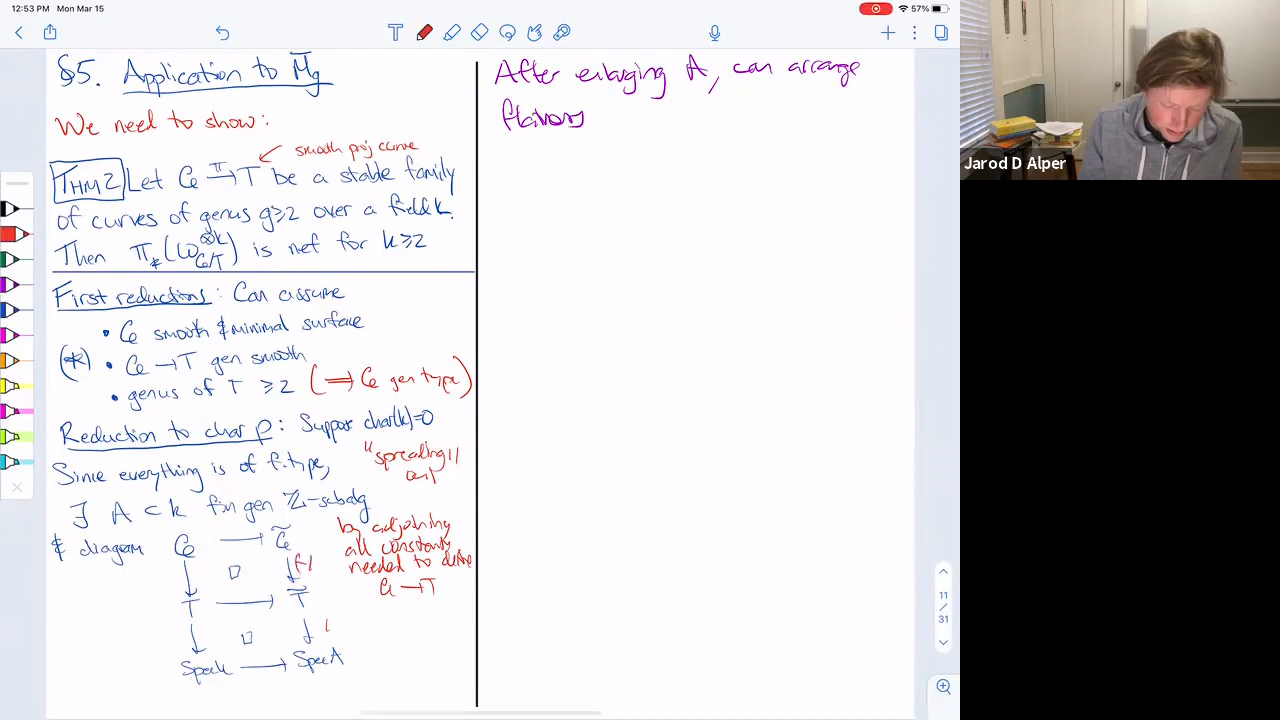 12:53 PM Mon Mar 15
57%
§5. Application to M̄g
We need to show:
smooth proj curve
THM 2 Let C →π T be a stable family
of curves of genus g≥2 over a field k.
Then π_*(ω^{⊗k}_{C/T}) is nef for k≥2
First reductions: Can assume
• C smooth & minimal surface
(*) • C → T gen smooth
• genus of T ≥2 (⇒ C gen type)
Reduction to char p: Suppose char(k)=0
Since everything is of f. type,
"spreading out"
∃ A ⊂ k fin gen ℤ-subalg
& diagram C → C̃
by adjoining
all constants
needed to define
C → T
T → T̃
Spec k → Spec A
After enlarging A, can arrange
Jarod D Alper
11
/
31